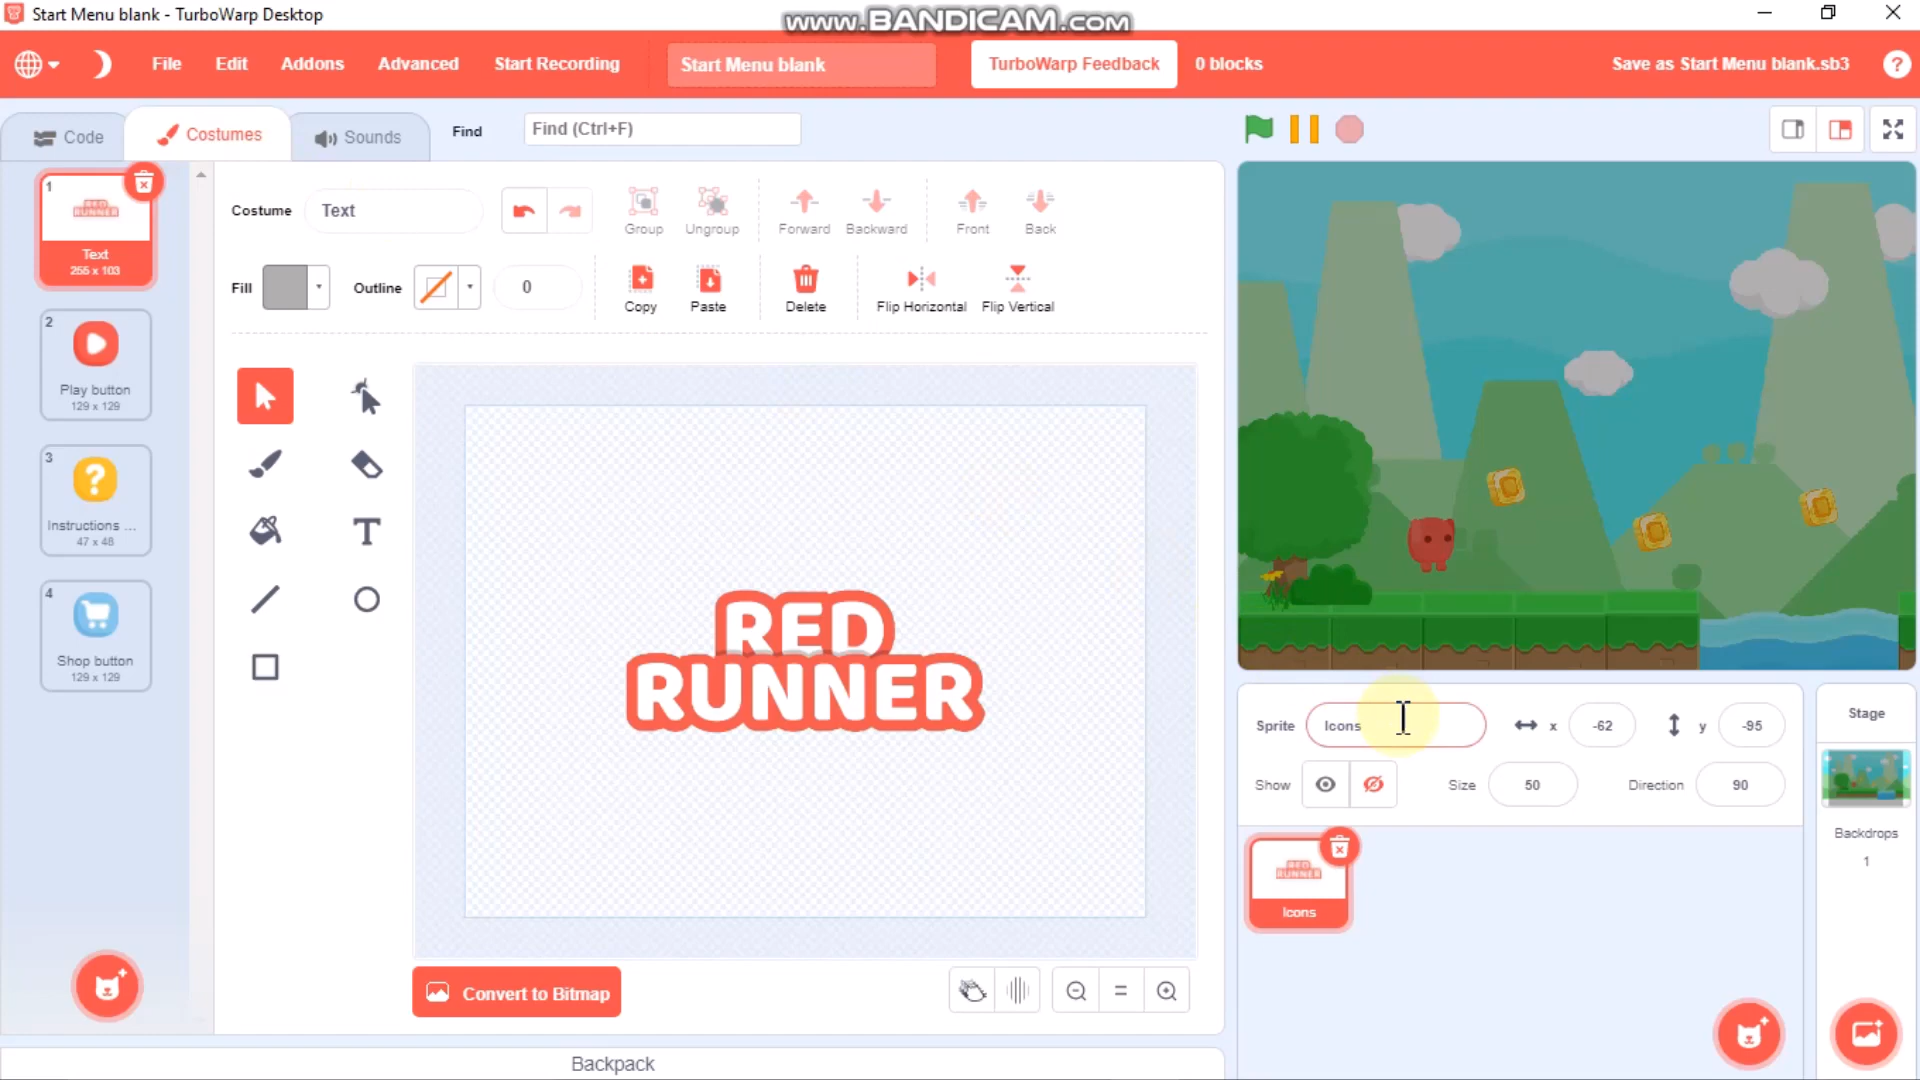 Start Menu blank - TurboWarp Desktop
www.BANDICAM.com
File
Edit
Addons
Advanced
Start Recording
Start Menu blank
TurboWarp Feedback
0 blocks
Save as Start Menu blank.sb3
?
Code
Costumes
Sounds
Find
Find (Ctrl+F)
1
RED
RUNNER
Text
255 x 103
2
Play button
129 x 129
3
?
Instructions ...
47 x 48
4
Shop button
129 x 129
Costume
Text
Group
Ungroup
Forward
Backward
Front
Back
Fill
Outline
0
Copy
Paste
Delete
Flip Horizontal
Flip Vertical
T
RED
RUNNER
Convert to Bitmap
=
Backpack
Sprite
Icons
x
-62
y
-95
Show
Size
50
Direction
90
RED
RUNNER
Icons
Stage
Backdrops
1